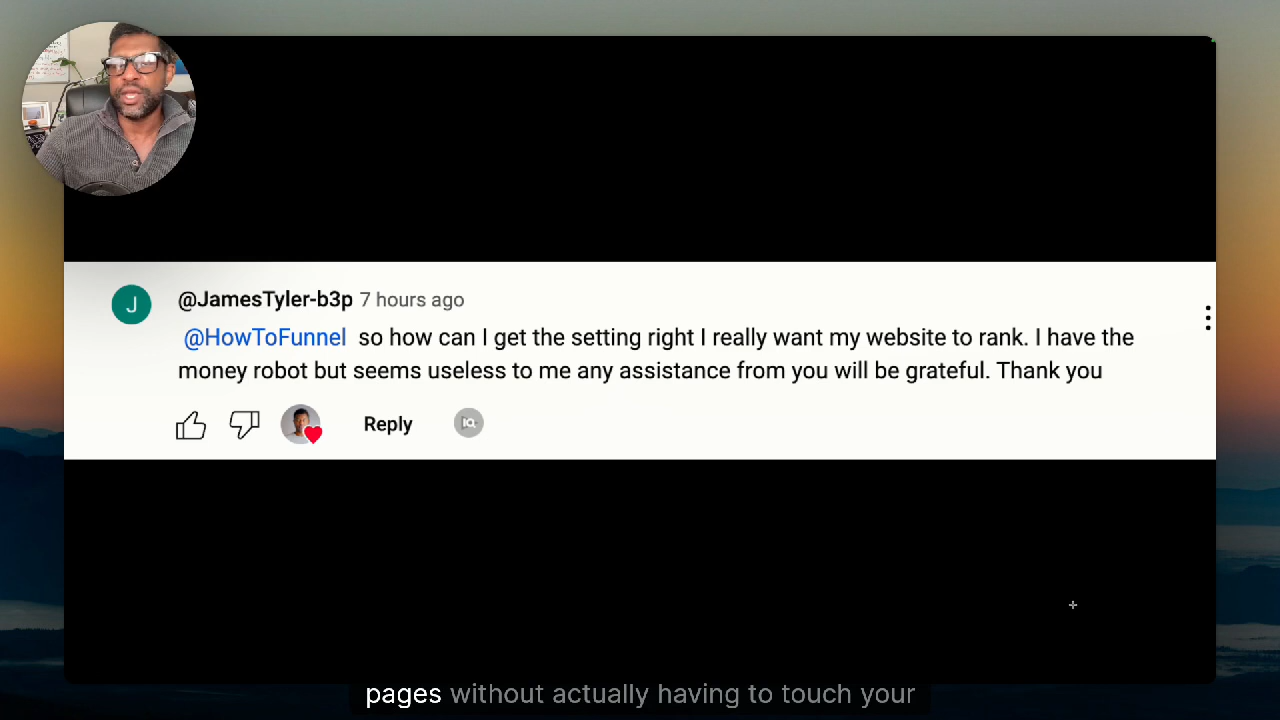 @JamesTyler-b3p 7 hours ago
@HowToFunnel so how can I get the setting right I really want my website to rank. I have the
money robot but seems useless to me any assistance from you will be grateful. Thank you
J
Reply
IQ
pages without actually having to touch your